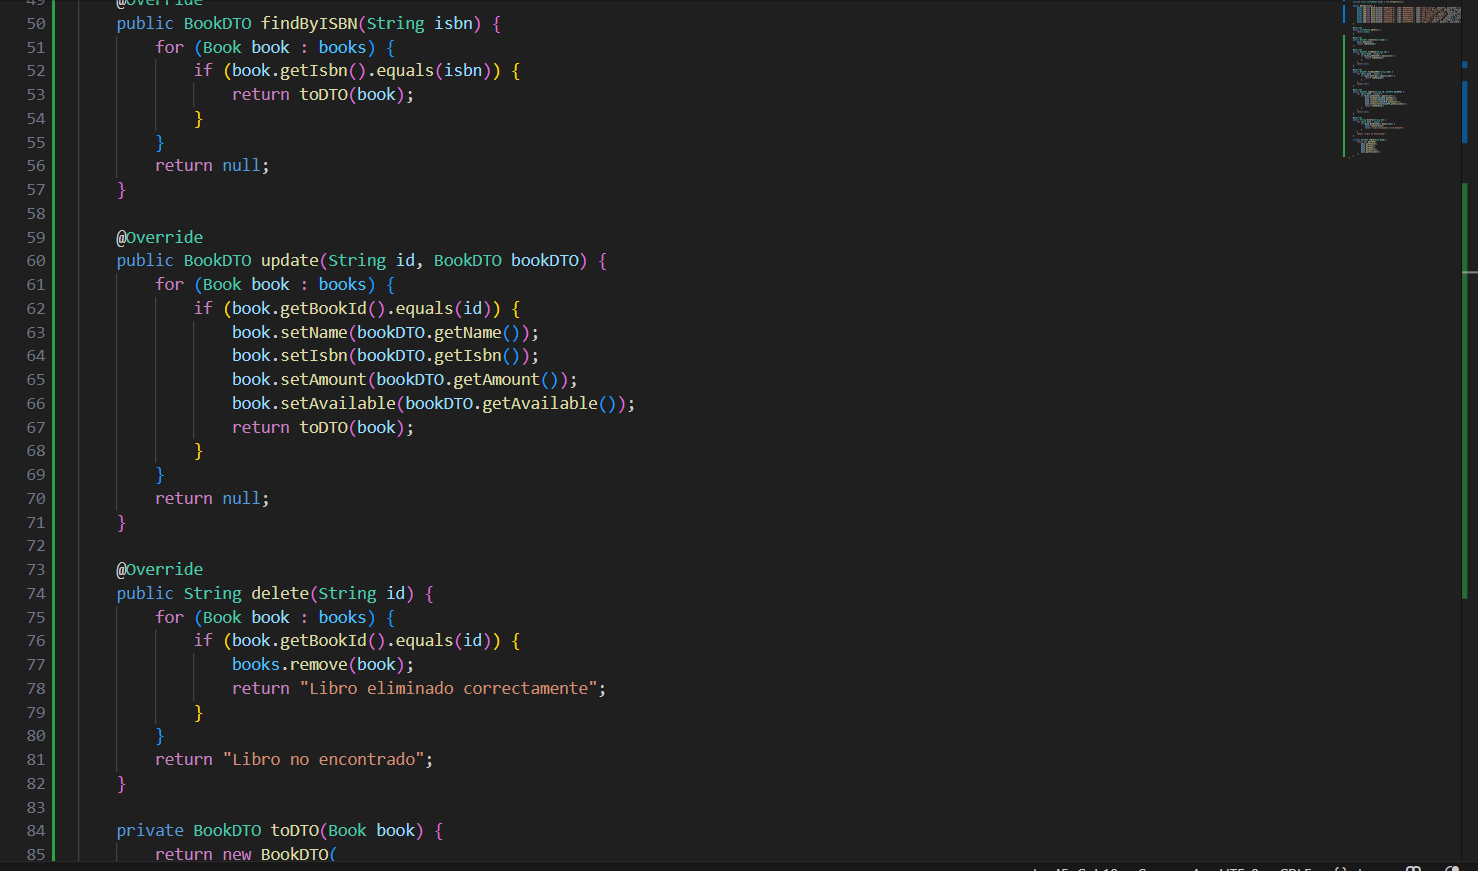 49 @Override
50 public BookDTO findByISBN(String isbn) {
51 for (Book book : books) {
52 if (book.getIsbn().equals(isbn)) {
53 return toDTO(book);
54 }
55 }
56 return null;
57 }
58
59 @Override
60 public BookDTO update(String id, BookDTO bookDTO) {
61 for (Book book : books) {
62 if (book.getBookId().equals(id)) {
63 book.setName(bookDTO.getName());
64 book.setIsbn(bookDTO.getIsbn());
65 book.setAmount(bookDTO.getAmount());
66 book.setAvailable(bookDTO.getAvailable());
67 return toDTO(book);
68 }
69 }
70 return null;
71 }
72
73 @Override
74 public String delete(String id) {
75 for (Book book : books) {
76 if (book.getBookId().equals(id)) {
77 books.remove(book);
78 return "Libro eliminado correctamente";
79 }
80 }
81 return "Libro no encontrado";
82 }
83
84 private BookDTO toDTO(Book book) {
85 return new BookDTO(